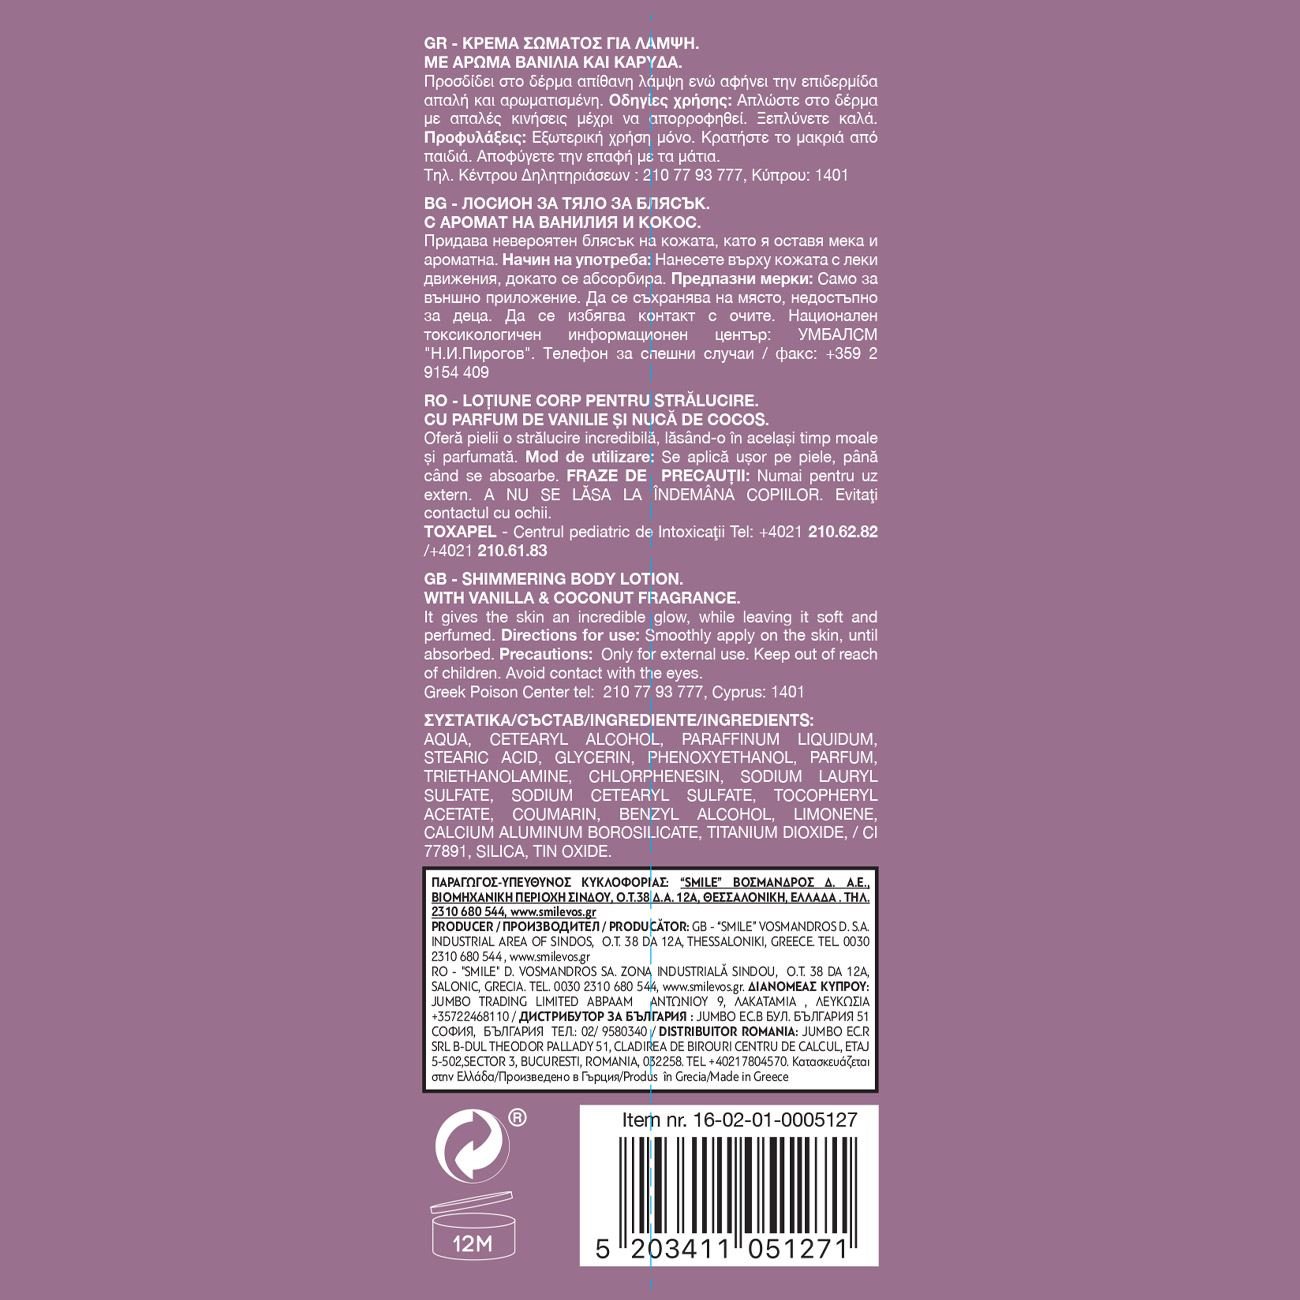 GR - ΚΡΕΜΑ ΣΩΜΑΤΟΣ ΓΙΑ ΛΑΜΨΗ.
ΜΕ ΑΡΩΜΑ ΒΑΝΙΛΙΑ ΚΑΙ ΚΑΡΥΔΑ.
Προσδίδει στο δέρμα απίθανη λάμψη ενώ αφήνει την επιδερμίδα
απαλή και αρωματισμένη. Οδηγίες χρήσης: Απλώστε στο δέρμα
με απαλές κινήσεις μέχρι να απορροφηθεί. Ξεπλύνετε καλά.
Προφυλάξεις: Εξωτερική χρήση μόνο. Κρατήστε το μακριά από
παιδιά. Αποφύγετε την επαφή με τα μάτια.
Τηλ. Κέντρου Δηλητηριάσεων : 210 77 93 777, Κύπρου: 1401
BG - ЛОСИОН ЗА ТЯЛО ЗА БЛЯСЪК.
С АРОМАТ НА ВАНИЛИЯ И КОКОС.
Придава невероятен блясък на кожата, като я оставя мека и
ароматна. Начин на употреба: Нанесете върху кожата с леки
движения, докато се абсорбира. Предпазни мерки: Само за
външно приложение. Да се съхранява на място, недостъпно
за деца. Да се избягва контакт с очите. Национален
токсикологичен информационен център: УМБАЛСМ
"Н.И.Пирогов". Телефон за спешни случаи / факс: +359 2
9154 409
RO - LOȚIUNE CORP PENTRU STRĂLUCIRE.
CU PARFUM DE VANILIE ȘI NUCĂ DE COCOS.
Oferă pielii o strălucire incredibilă, lăsând-o în același timp moale
și parfumată. Mod de utilizare: Se aplică ușor pe piele, până
când se absoarbe. FRAZE DE PRECAUȚII: Numai pentru uz
extern. A NU SE LĂSA LA ÎNDEMÂNA COPIILOR. Evitați
contactul cu ochii.
TOXAPEL - Centrul pediatric de Intoxicaţii Tel: +4021 210.62.82
/+4021 210.61.83
GB - SHIMMERING BODY LOTION.
WITH VANILLA & COCONUT FRAGRANCE.
It gives the skin an incredible glow, while leaving it soft and
perfumed. Directions for use: Smoothly apply on the skin, until
absorbed. Precautions: Only for external use. Keep out of reach
of children. Avoid contact with the eyes.
Greek Poison Center tel: 210 77 93 777, Cyprus: 1401
ΣΥΣΤΑΤΙΚΑ/СЪСТАВ/INGREDIENTE/INGREDIENTS:
AQUA, CETEARYL ALCOHOL, PARAFFINUM LIQUIDUM,
STEARIC ACID, GLYCERIN, PHENOXYETHANOL, PARFUM,
TRIETHANOLAMINE, CHLORPHENESIN, SODIUM LAURYL
SULFATE, SODIUM CETEARYL SULFATE, TOCOPHERYL
ACETATE, COUMARIN, BENZYL ALCOHOL, LIMONENE,
CALCIUM ALUMINUM BOROSILICATE, TITANIUM DIOXIDE, / CI
77891, SILICA, TIN OXIDE.
ΠΑΡΑΓΩΓΟΣ-ΥΠΕΥΘΥΝΟΣ ΚΥΚΛΟΦΟΡΙΑΣ: “SMILE” ΒΟΣΜΑΝΔΡΟΣ Δ. Α.Ε.,
ΒΙΟΜΗΧΑΝΙΚΗ ΠΕΡΙΟΧΗ ΣΙΝΔΟΥ, Ο.Τ.38 Δ.Α. 12Α, ΘΕΣΣΑΛΟΝΙΚΗ, ΕΛΛΑΔΑ . ΤΗΛ.
2310 680 544, www.smilevos.gr
PRODUCER / ПРОИЗВОДИТЕЛ / PRODUCĂTOR: GB - “SMILE” VOSMANDROS D. S.A.
INDUSTRIAL AREA OF SINDOS, O.T. 38 DA 12A, THESSALONIKI, GREECE. TEL. 0030
2310 680 544 , www.smilevos.gr
RO - "SMILE" D. VOSMANDROS SA. ZONA INDUSTRIALĂ SINDOU, O.T. 38 DA 12A,
SALONIC, GRECIA. TEL. 0030 2310 680 544, www.smilevos.gr. ΔΙΑΝΟΜΕΑΣ ΚΥΠΡΟΥ:
JUMBO TRADING LIMITED ΑΒΡΑΑΜ ΑΝΤΩΝΙΟΥ 9, ΛΑΚΑΤΑΜΙΑ , ΛΕΥΚΩΣΙΑ
+35722468110 / ДИСТРИБУТОР ЗА БЪЛГАРИЯ : JUMBO EC.B БУЛ. БЪЛГАРИЯ 51
СОФИЯ, БЪЛГАРИЯ ТЕЛ.: 02/ 9580340 / DISTRIBUITOR ROMANIA: JUMBO EC.R
SRL B-DUL THEODOR PALLADY 51, CLADIREA DE BIROURI CENTRU DE CALCUL, ETAJ
5-502,SECTOR 3, BUCURESTI, ROMANIA, 032258. TEL +40217804570. Κατασκευάζεται
στην Ελλάδα/Произведено в Гърция/Produs în Grecia/Made in Greece
®
12M
Item nr. 16-02-01-0005127
5 203411 051271